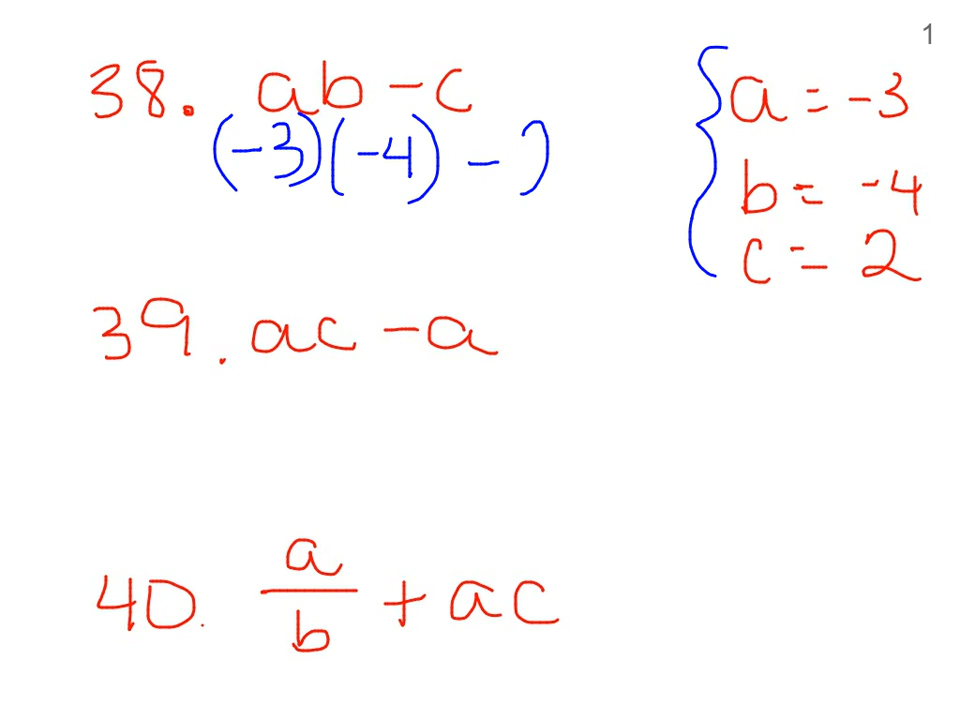 1
38. ab - c
(-3)(-4) -
a = -3
b = -4
c = 2
39. ac - a
40. a/b + ac